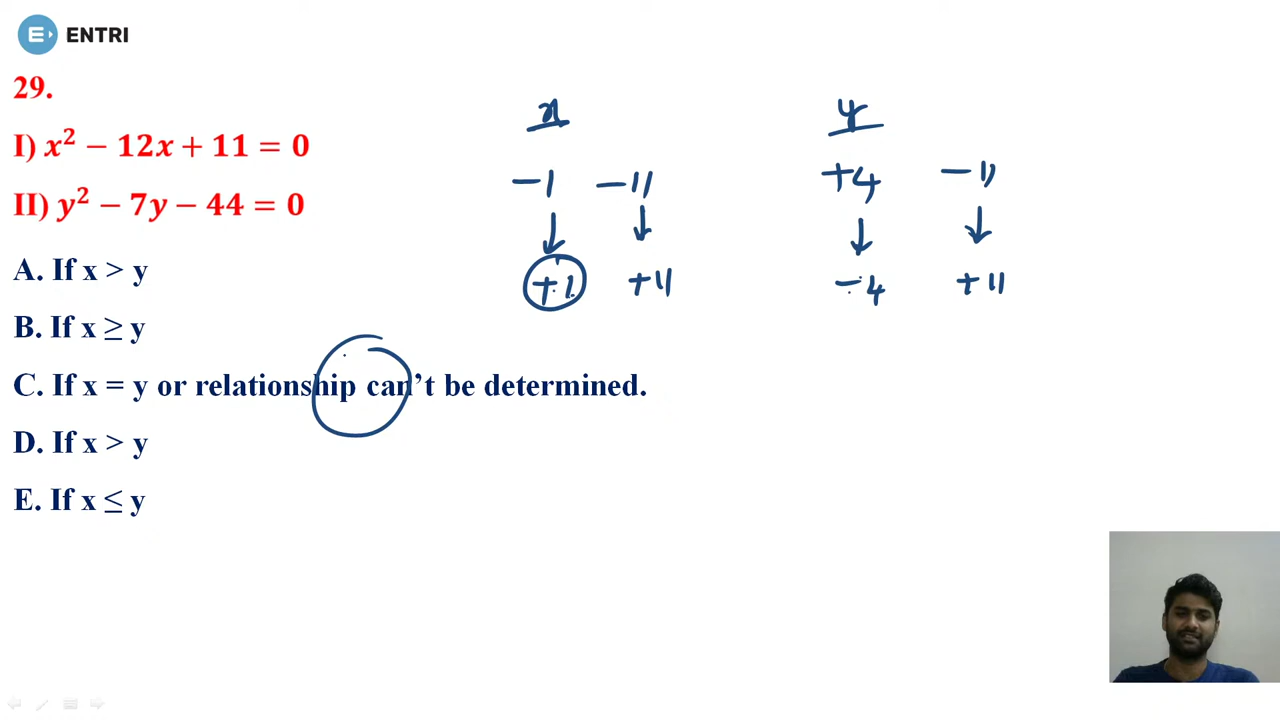 ENTRI
29.
I) x² − 12x + 11 = 0
II) y² − 7y − 44 = 0
A. If x > y
B. If x ≥ y
C. If x = y or relationship can't be determined.
D. If x > y
E. If x ≤ y
x y
−1 −11 +4 −11
+1 +11 −4 +11